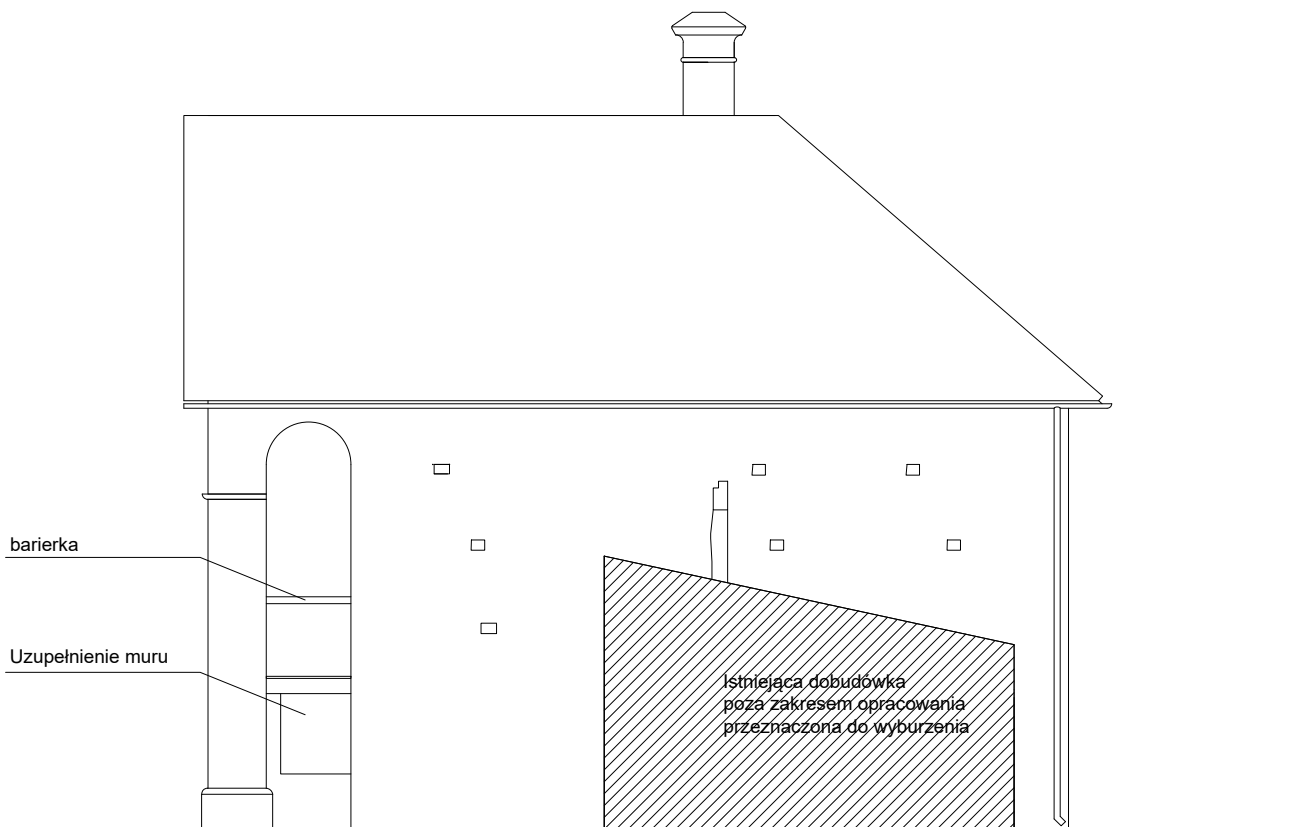 barierka
Uzupełnienie muru
Istniejąca dobudówka
poza zakresem opracowania
przeznaczona do wyburzenia